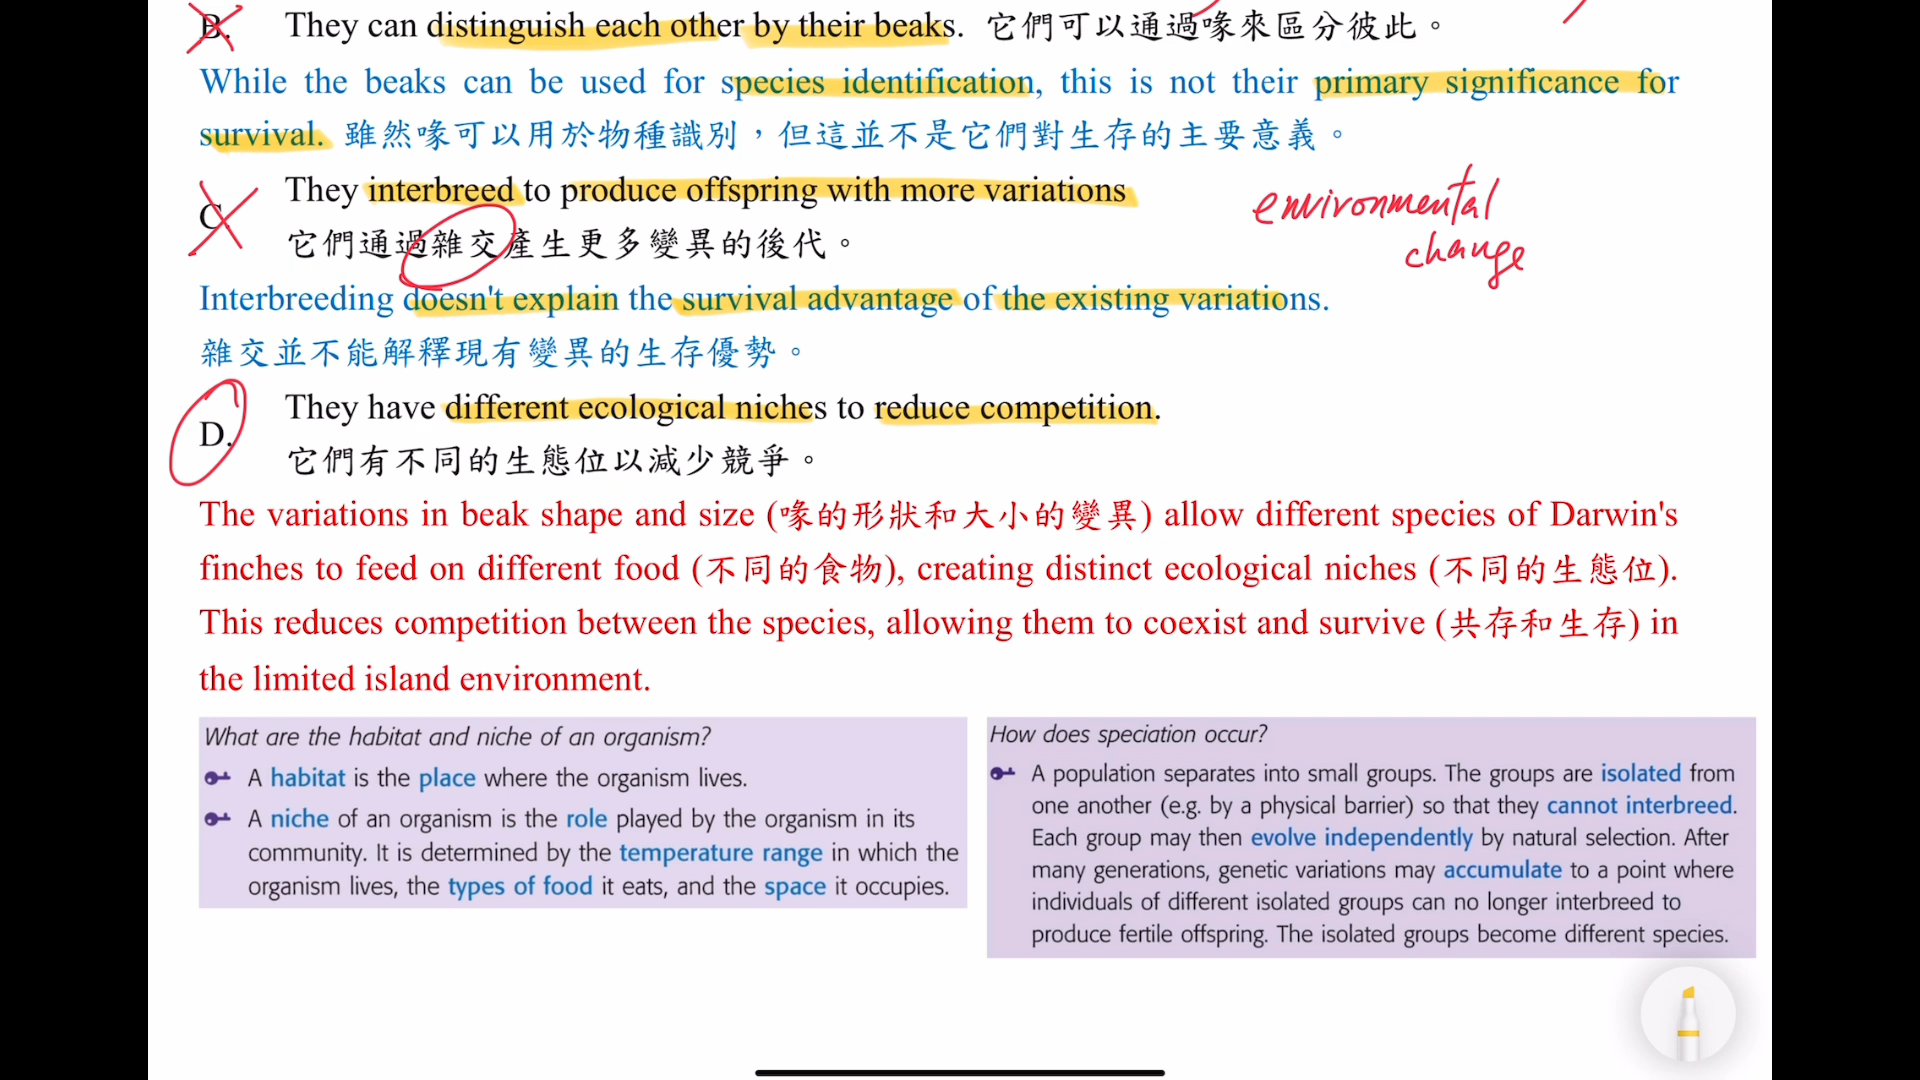 B. They can distinguish each other by their beaks. 它們可以通過喙來區分彼此。
While the beaks can be used for species identification, this is not their primary significance for
survival. 雖然喙可以用於物種識別，但這並不是它們對生存的主要意義。
C. They interbreed to produce offspring with more variations
它們通過雜交產生更多變異的後代。
environmental
change
Interbreeding doesn't explain the survival advantage of the existing variations.
雜交並不能解釋現有變異的生存優勢。
D. They have different ecological niches to reduce competition.
它們有不同的生態位以減少競爭。
The variations in beak shape and size (喙的形狀和大小的變異) allow different species of Darwin's
finches to feed on different food (不同的食物), creating distinct ecological niches (不同的生態位).
This reduces competition between the species, allowing them to coexist and survive (共存和生存) in
the limited island environment.
What are the habitat and niche of an organism?
A habitat is the place where the organism lives.
A niche of an organism is the role played by the organism in its
community. It is determined by the temperature range in which the
organism lives, the types of food it eats, and the space it occupies.
How does speciation occur?
A population separates into small groups. The groups are isolated from
one another (e.g. by a physical barrier) so that they cannot interbreed.
Each group may then evolve independently by natural selection. After
many generations, genetic variations may accumulate to a point where
individuals of different isolated groups can no longer interbreed to
produce fertile offspring. The isolated groups become different species.